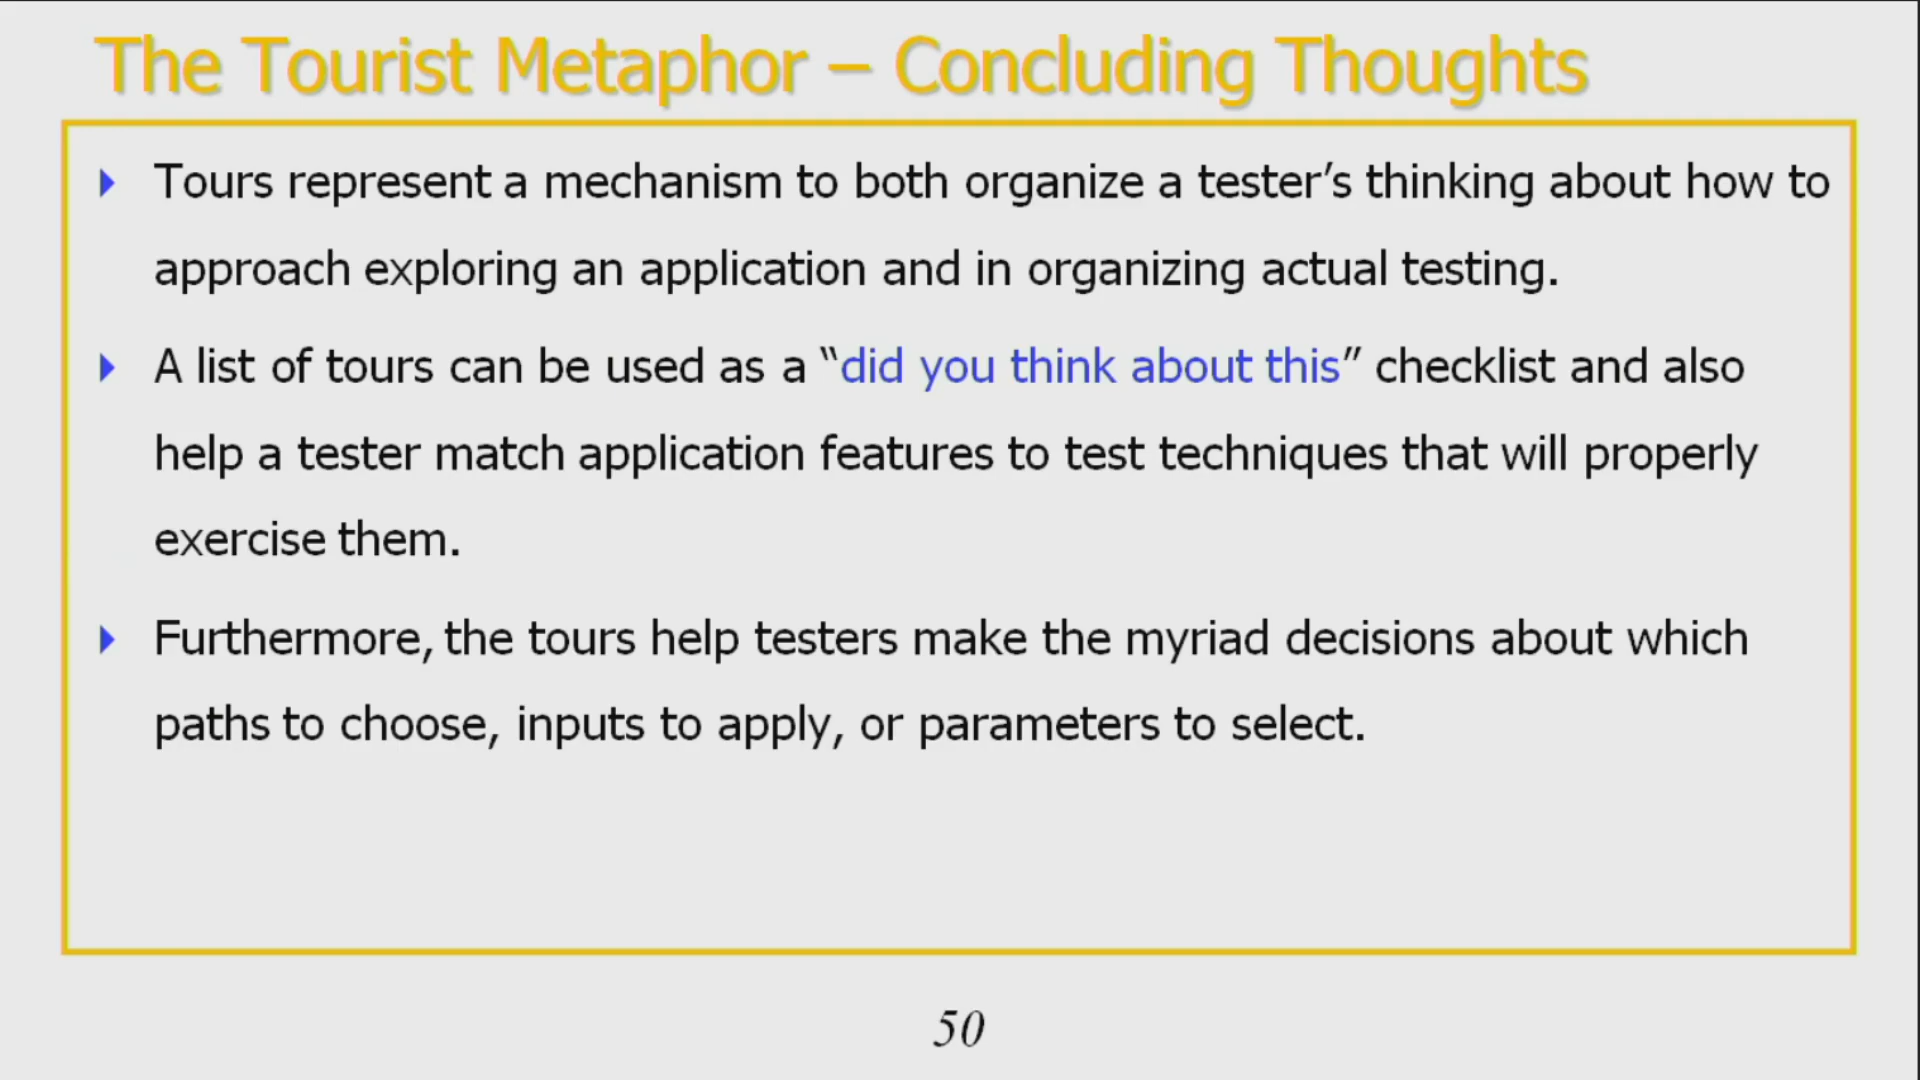 The Tourist Metaphor – Concluding Thoughts
Tours represent a mechanism to both organize a tester’s thinking about how to
approach exploring an application and in organizing actual testing.
A list of tours can be used as a “did you think about this” checklist and also
help a tester match application features to test techniques that will properly
exercise them.
Furthermore, the tours help testers make the myriad decisions about which
paths to choose, inputs to apply, or parameters to select.
50